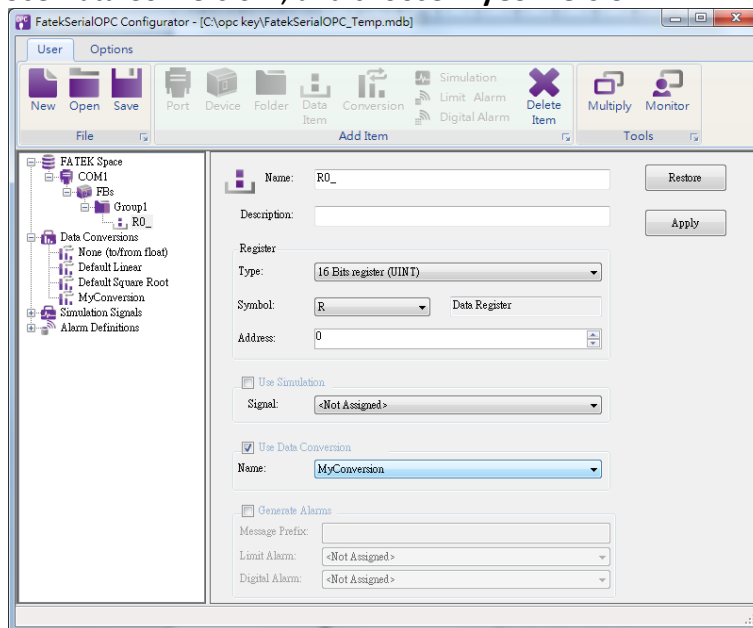 FatekSerialOPC Configurator - [C:\opc key\FatekSerialOPC_Temp.mdb]
User Options
New Open Save Port Device Folder Data Item Conversion Simulation Limit Alarm Digital Alarm Delete Item Multiply Monitor
File Add Item Tools
FATEK Space
COM1
FBs
Group1
R0_
Data Conversions
None (to/from float)
Default Linear
Default Square Root
MyConversion
Simulation Signals
Alarm Definitions
Name: R0_
Restore
Description:
Apply
Register
Type: 16 Bits register (UINT)
Symbol: R Data Register
Address: 0
Use Simulation
Signal: <Not Assigned>
Use Data Conversion
Name: MyConversion
Generate Alarms
Message Prefix:
Limit Alarm: <Not Assigned>
Digital Alarm: <Not Assigned>